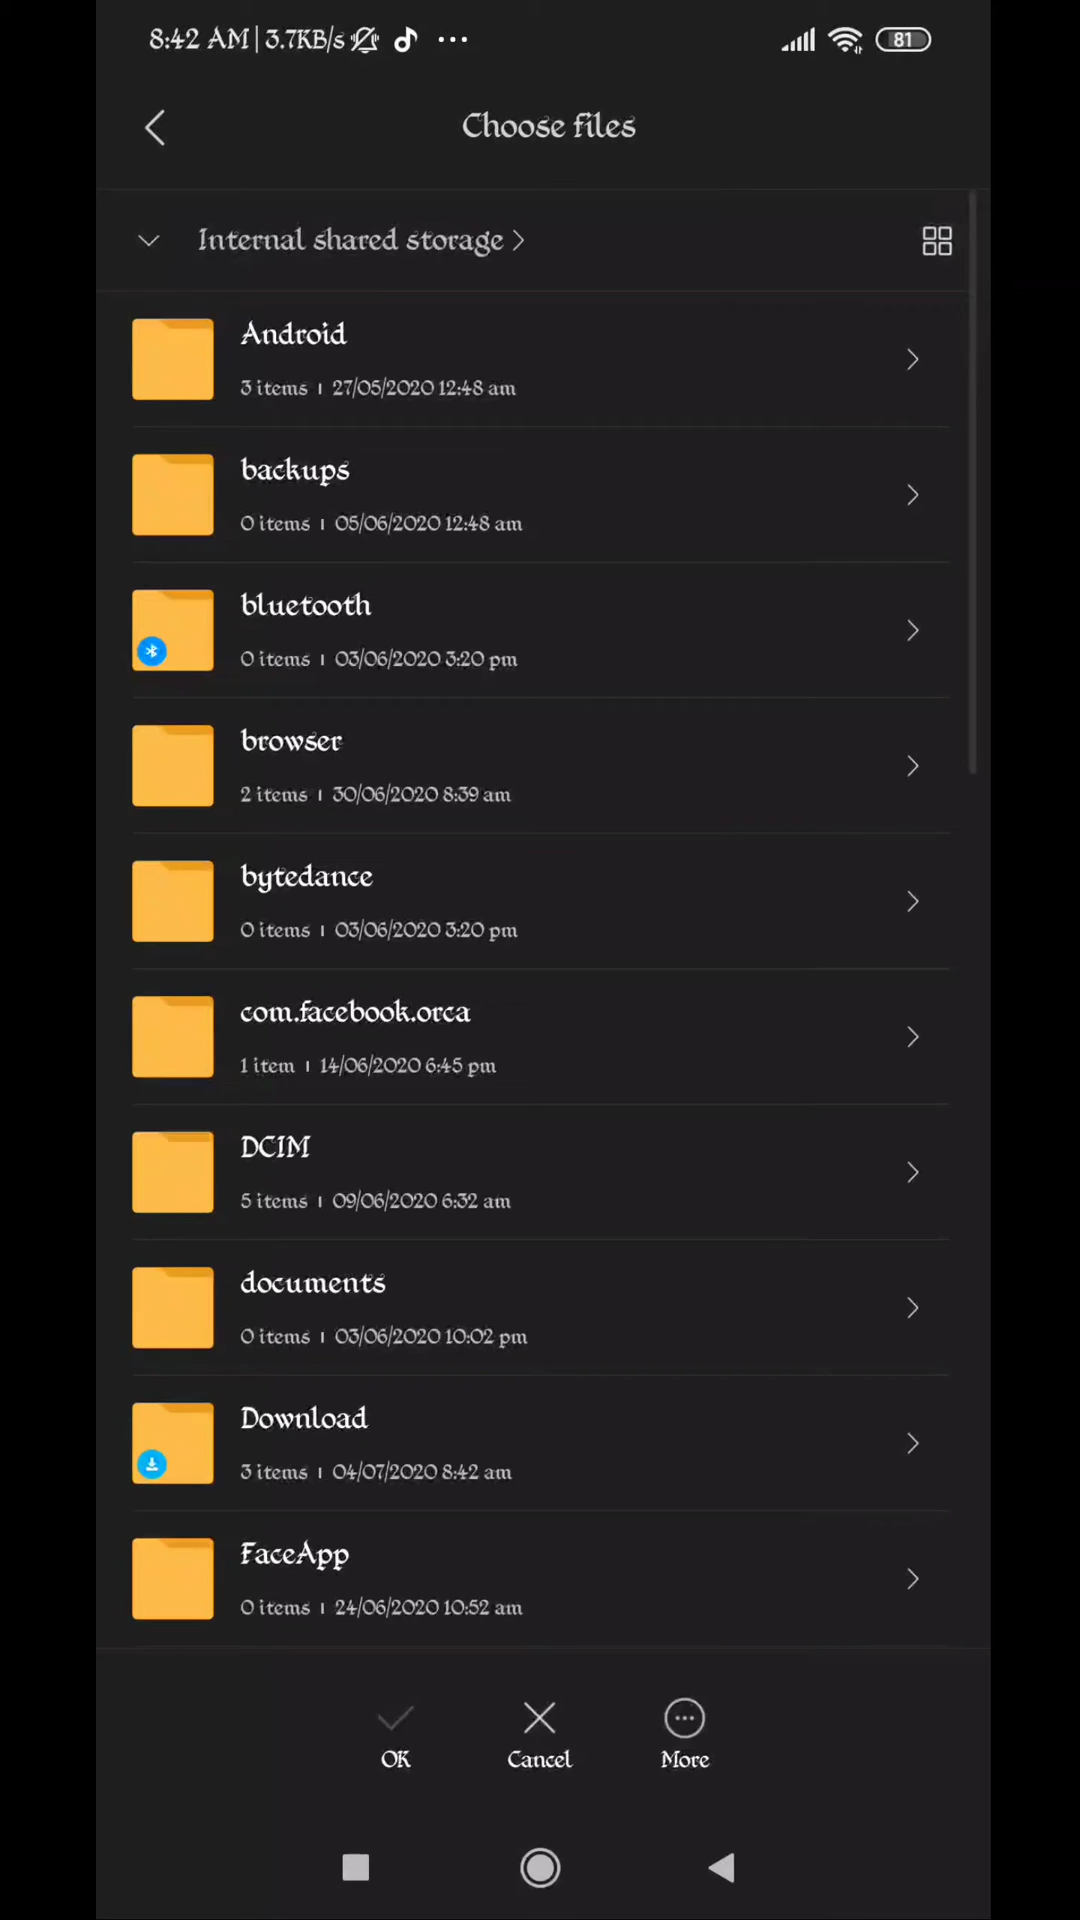 8:42 AM | 3.7KB/s ...
81
Choose files
Internal shared storage >
Android
3 items | 27/05/2020 12:48 am
backups
0 items | 05/06/2020 12:48 am
bluetooth
0 items | 03/06/2020 3:20 pm
browser
2 items | 30/06/2020 8:39 am
bytedance
0 items | 03/06/2020 3:20 pm
com.facebook.orca
1 item | 14/06/2020 6:45 pm
DCIM
5 items | 09/06/2020 6:32 am
documents
0 items | 03/06/2020 10:02 pm
Download
3 items | 04/07/2020 8:42 am
FaceApp
0 items | 24/06/2020 10:52 am
OK Cancel More